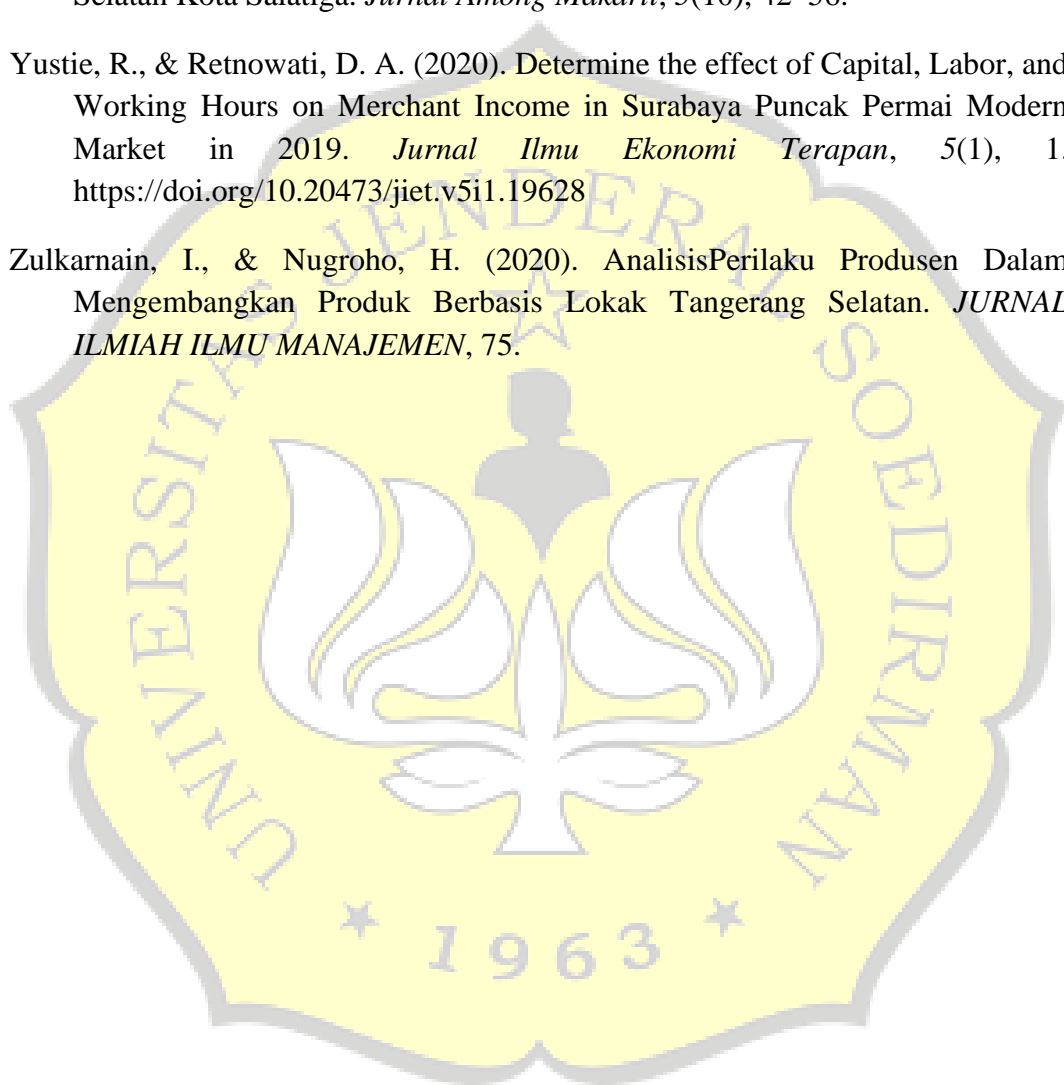 Selatan Kota Salatiga. Jurnal Among Makarti, 5(10), 42–56.
Yustie, R., & Retnowati, D. A. (2020). Determine the effect of Capital, Labor, and
Working Hours on Merchant Income in Surabaya Puncak Permai Modern
Market in 2019. Jurnal Ilmu Ekonomi Terapan, 5(1), 1.
https://doi.org/10.20473/jiet.v5i1.19628
Zulkarnain, I., & Nugroho, H. (2020). AnalisisPerilaku Produsen Dalam
Mengembangkan Produk Berbasis Lokak Tangerang Selatan. JURNAL
ILMIAH ILMU MANAJEMEN, 75.
UNIVERSITAS JENDERAL SOEDIRMAN
1963